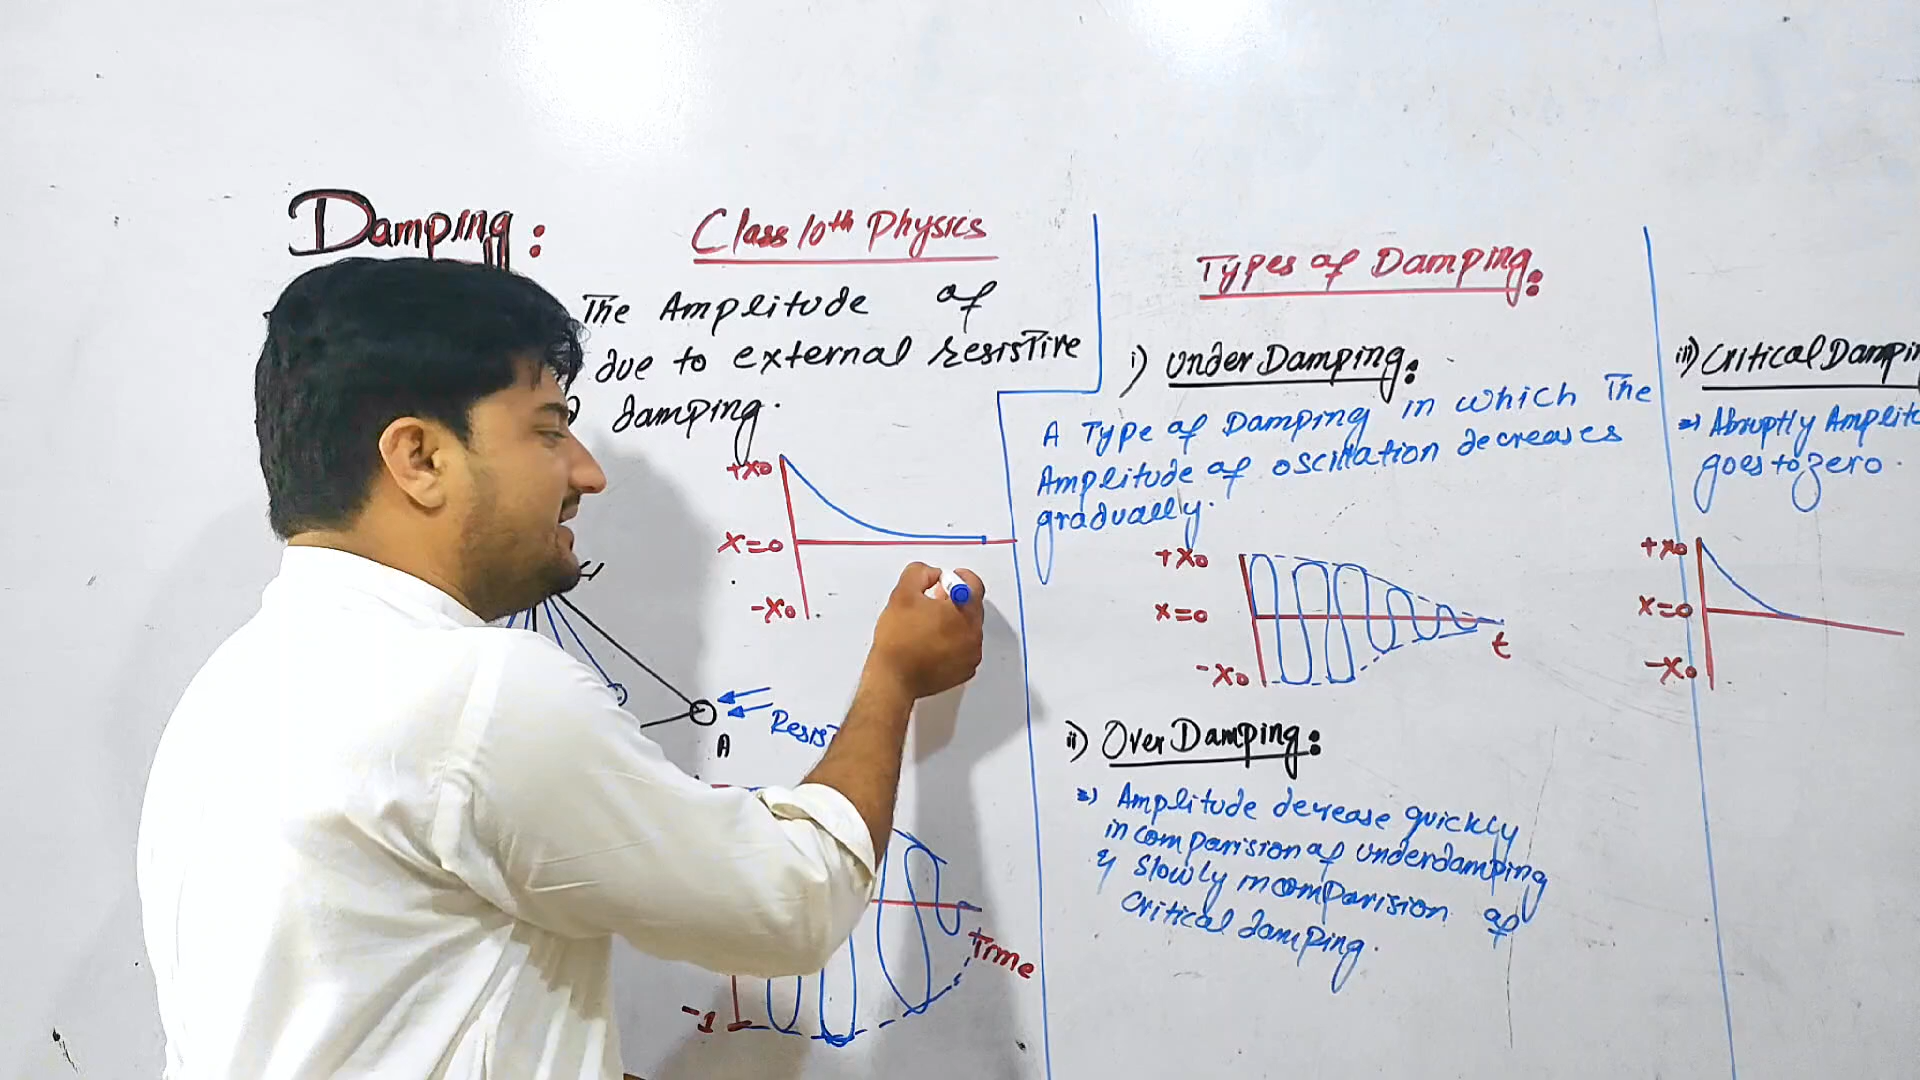 Damping:
Class 10th Physics
The Amplitude of
due to external resistive
damping.
+x₀
x=0
-x₀
A
-1
Time
Types of Damping:
i) Under Damping:
A Type of Damping in which The
Amplitude of oscillation decreases
gradually.
+x₀
x=0
-x₀
t
ii) Over Damping:
⇒ Amplitude decrease quickly
in comparision of underdamping
& slowly in comparision of
Critical damping.
iii) Critical Dampin
⇒ Abruptly Amplit
goes to zero.
+x₀
x=0
-x₀